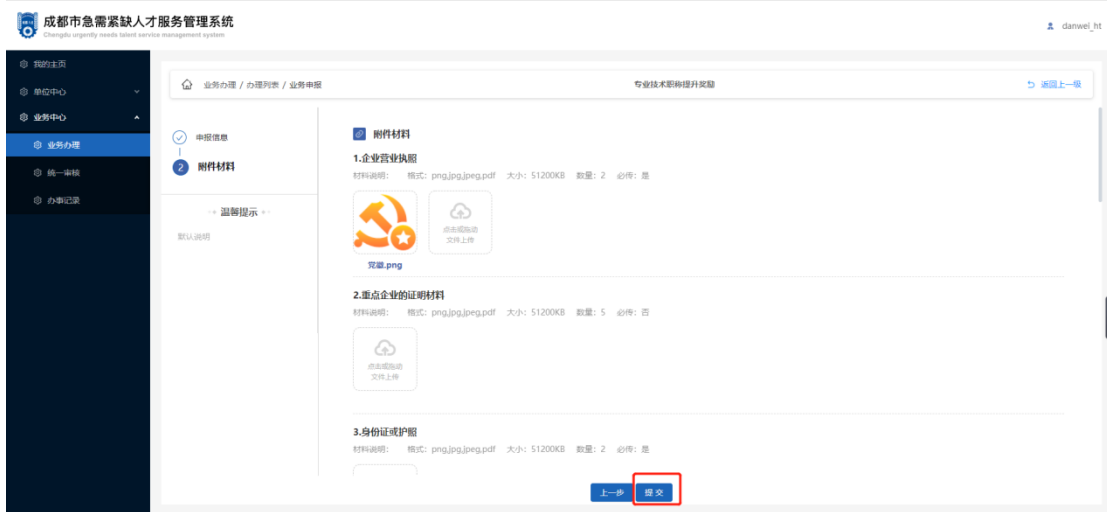 成都市急需紧缺人才服务管理系统
Chengdu urgently needs talent service management system
danwei_ht
我的主页
单位中心
业务中心
业务办理
统一审核
办事记录
业务办理 / 办理列表 / 业务申报
专业技术职称提升奖励
返回上一级
申报信息
2 附件材料
温馨提示
默认说明
附件材料
1.企业营业执照
材料说明: 格式: png,jpg,jpeg,pdf 大小: 51200KB 数量: 2 必传: 是
点击或拖动
文件上传
党徽.png
2.重点企业的证明材料
材料说明: 格式: png,jpg,jpeg,pdf 大小: 51200KB 数量: 5 必传: 否
点击或拖动
文件上传
3.身份证或护照
材料说明: 格式: png,jpg,jpeg,pdf 大小: 51200KB 数量: 2 必传: 是
上一步
提 交